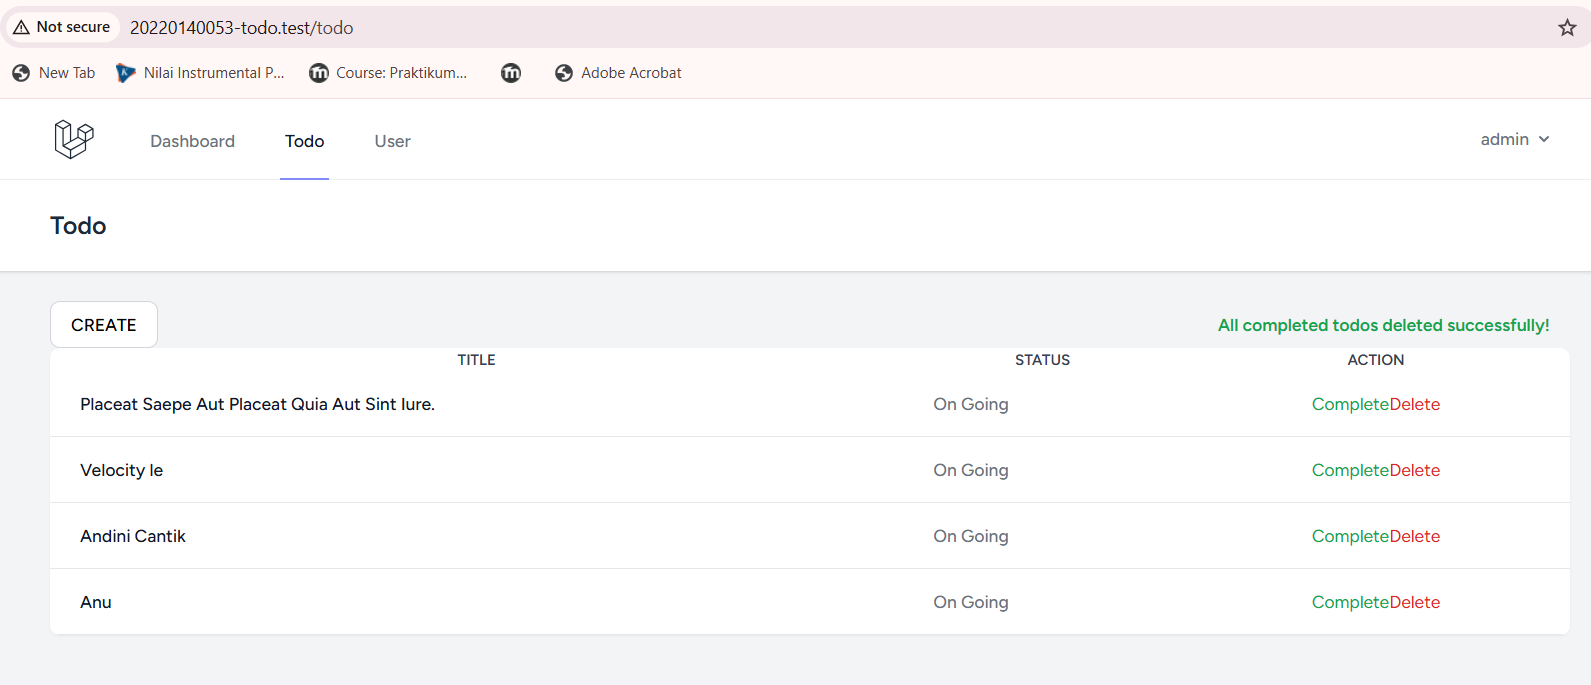 Not secure 20220140053-todo.test/todo
New Tab Nilai Instrumental P... Course: Praktikum... Adobe Acrobat
Dashboard Todo User admin
Todo
CREATE All completed todos deleted successfully!
TITLE STATUS ACTION
Placeat Saepe Aut Placeat Quia Aut Sint Iure. On Going CompleteDelete
Velocity le On Going CompleteDelete
Andini Cantik On Going CompleteDelete
Anu On Going CompleteDelete